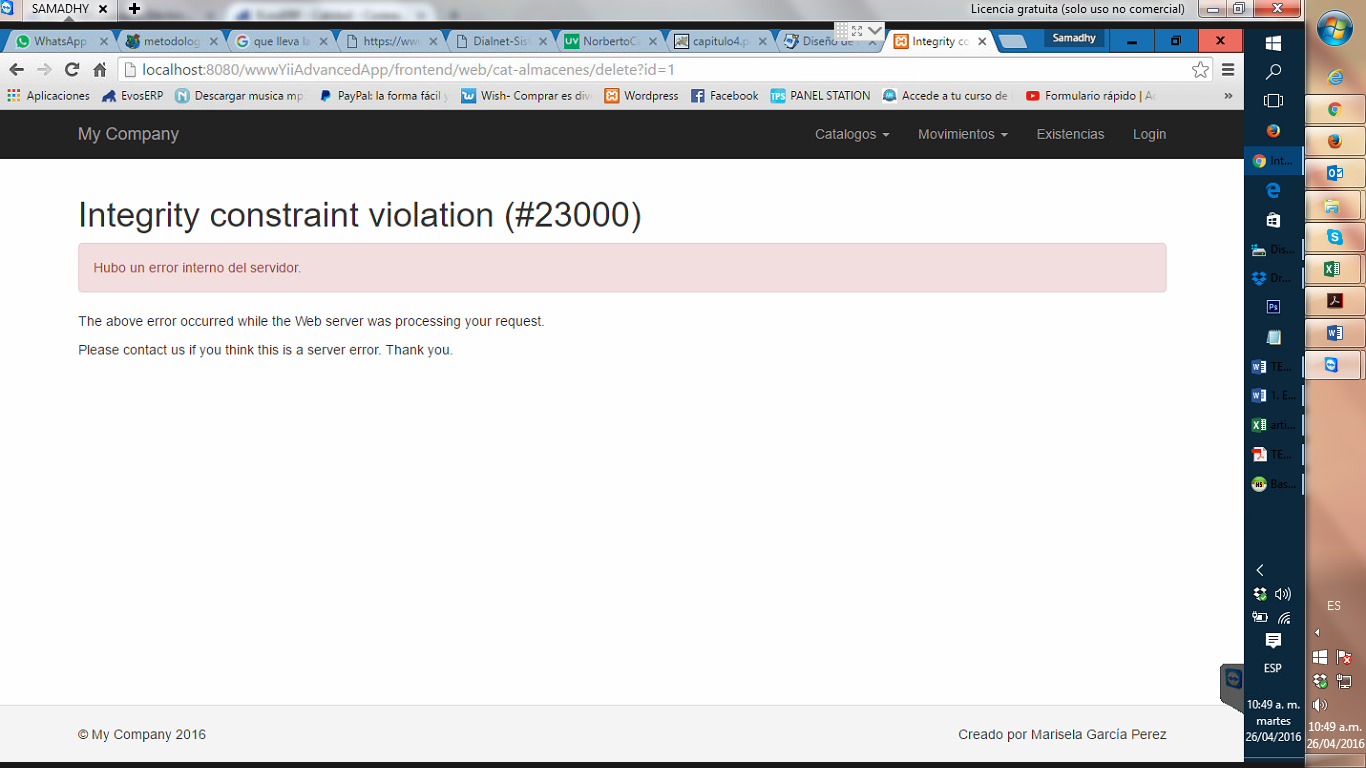 SAMADHY
Licencia gratuita (solo uso no comercial)
WhatsApp
metodolog
que lleva la
https://ww
Dialnet-Sis
NorbertoCa
capitulo4.p
Diseño de
Integrity co
Samadhy
localhost:8080/wwwYiiAdvancedApp/frontend/web/cat-almacenes/delete?id=1
Aplicaciones
EvosERP
Descargar musica mp
PayPal: la forma fácil y
Wish- Comprar es div
Wordpress
Facebook
PANEL STATION
Accede a tu curso de
Formulario rápido | Ac
»
My Company
Catalogos
Movimientos
Existencias
Login
Integrity constraint violation (#23000)
Hubo un error interno del servidor.
The above error occurred while the Web server was processing your request.
Please contact us if you think this is a server error. Thank you.
© My Company 2016
Creado por Marisela García Perez
Int...
Dis...
Dr...
TE...
1. E...
arti...
TE...
Bas...
ESP
10:49 a. m.
martes
26/04/2016
ES
10:49 a.m.
26/04/2016